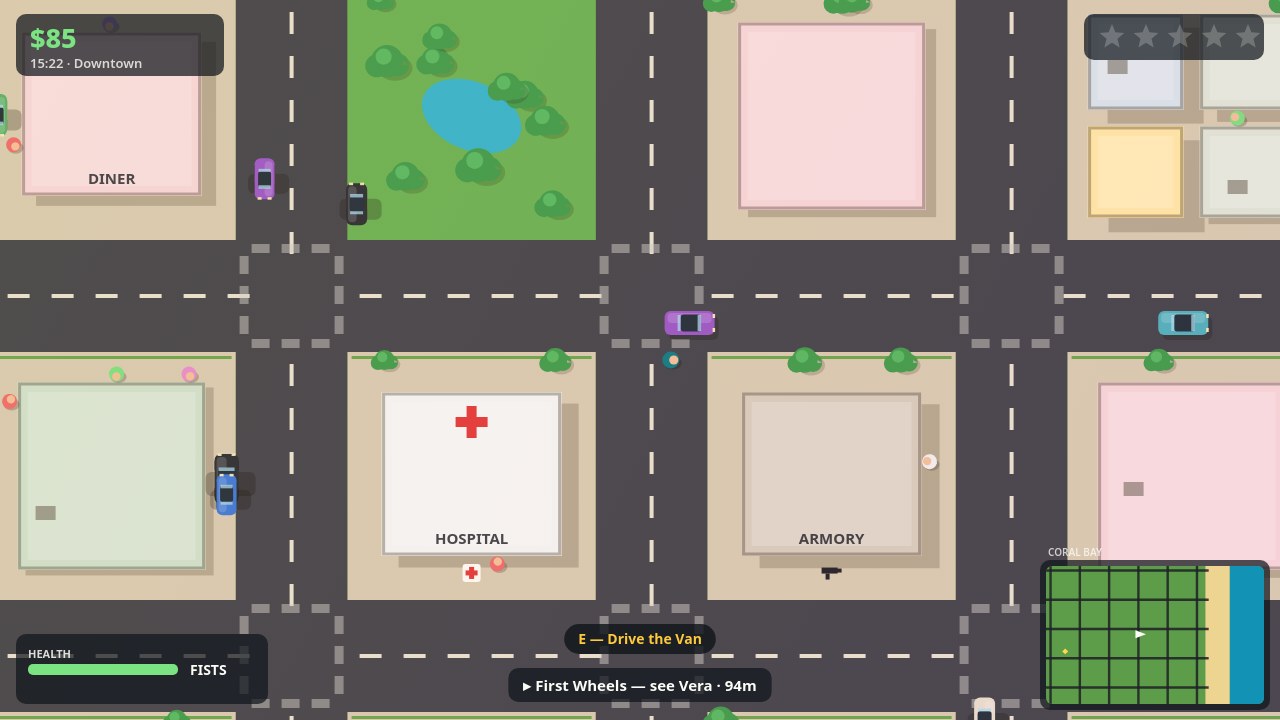 $85
15:22 · Downtown
DINER
HOSPITAL
ARMORY
CORAL BAY
E — Drive the Van
HEALTH
FISTS
▸ First Wheels — see Vera · 94m